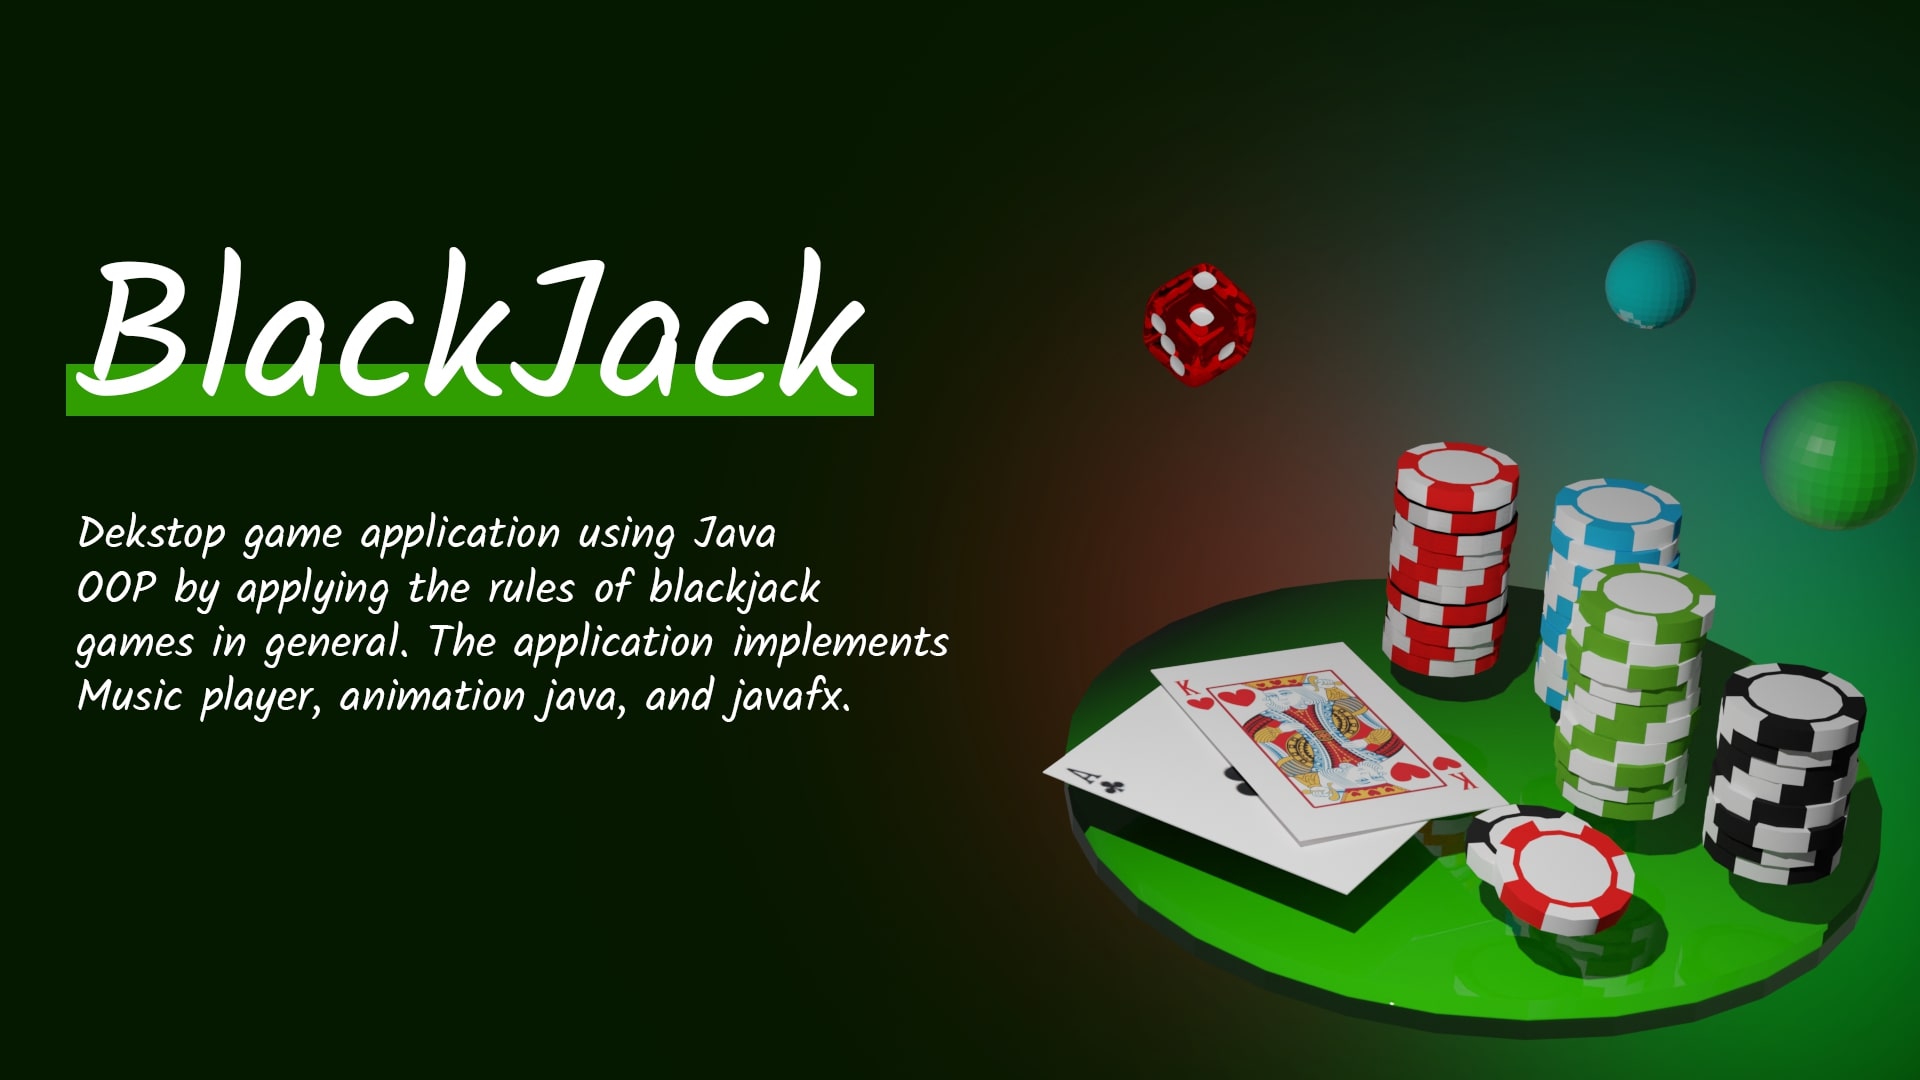 BlackJack
Dekstop game application using Java
OOP by applying the rules of blackjack
games in general. The application implements
Music player, animation java, and javafx.
K
K
A